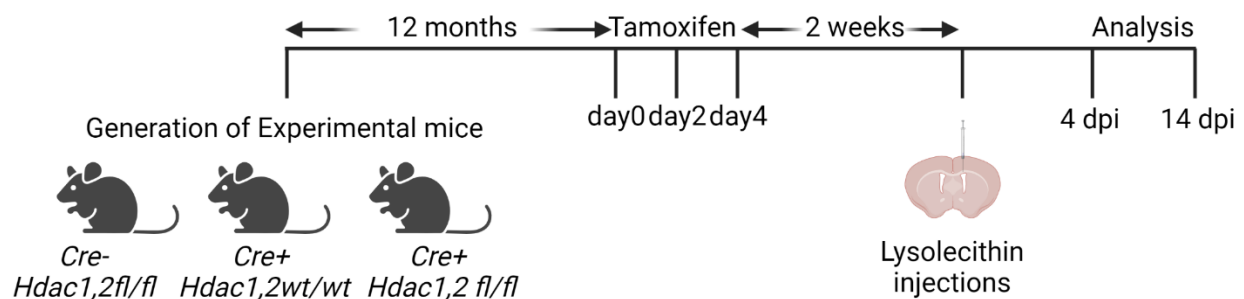 12 months Tamoxifen 2 weeks Analysis
day0 day2 day4 4 dpi 14 dpi
Generation of Experimental mice
Cre- Cre+ Cre+
Hdac1,2fl/fl Hdac1,2wt/wt Hdac1,2 fl/fl
Lysolecithin
injections